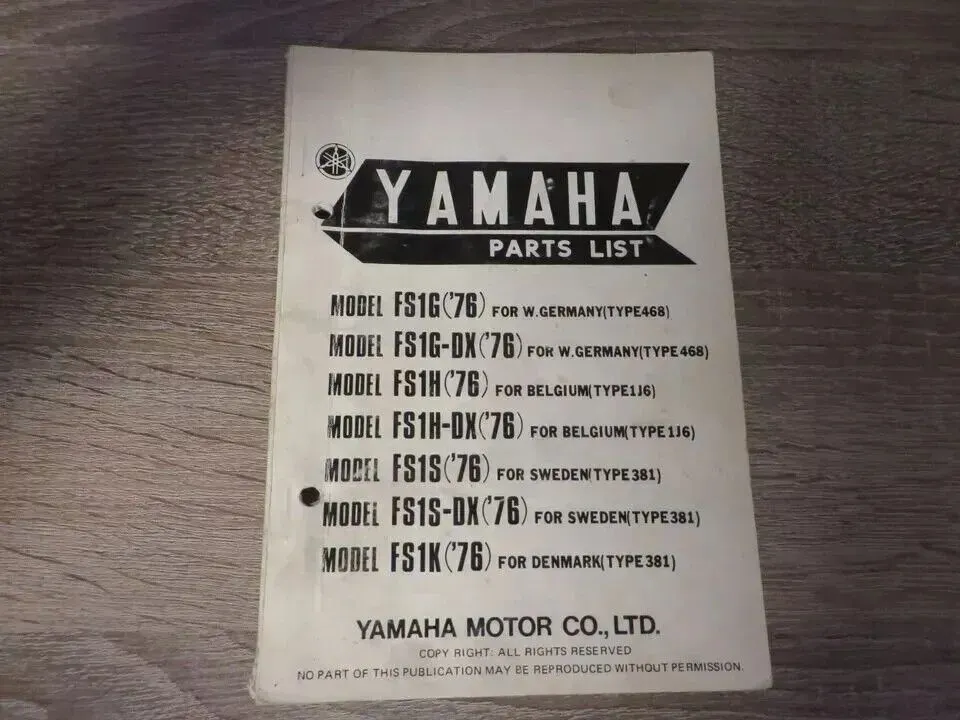 YAMAHA
PARTS LIST
MODEL FS1G('76) FOR W.GERMANY(TYPE468)
MODEL FS1G-DX('76) FOR W.GERMANY(TYPE468)
MODEL FS1H('76) FOR BELGIUM(TYPE1J6)
MODEL FS1H-DX('76) FOR BELGIUM(TYPE1J6)
MODEL FS1S('76) FOR SWEDEN(TYPE381)
MODEL FS1S-DX('76) FOR SWEDEN(TYPE381)
MODEL FS1K('76) FOR DENMARK(TYPE381)
YAMAHA MOTOR CO.,LTD.
COPY RIGHT: ALL RIGHTS RESERVED
NO PART OF THIS PUBLICATION MAY BE REPRODUCED WITHOUT PERMISSION.